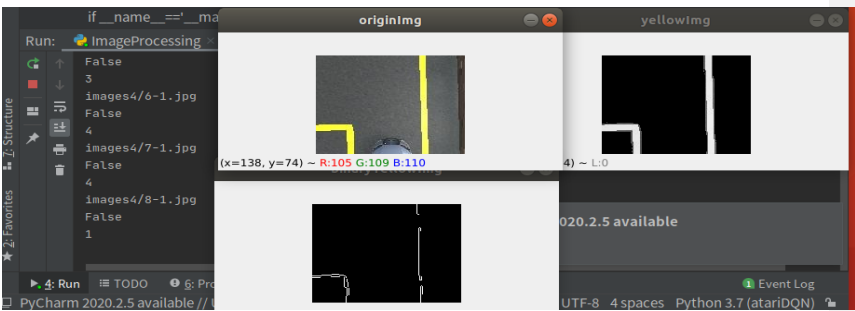 if __name__=='__ma
originImg
yellowImg
Run:
ImageProcessing
False
3
images4/6-1.jpg
False
4
images4/7-1.jpg
False
4
images4/8-1.jpg
False
1
(x=138, y=74) ~ R:105 G:109 B:110
4) ~ L:0
020.2.5 available
7: Structure
2: Favorites
4: Run
TODO
6: Pro
1 Event Log
PyCharm 2020.2.5 available //
UTF-8 4 spaces Python 3.7 (atariDQN)